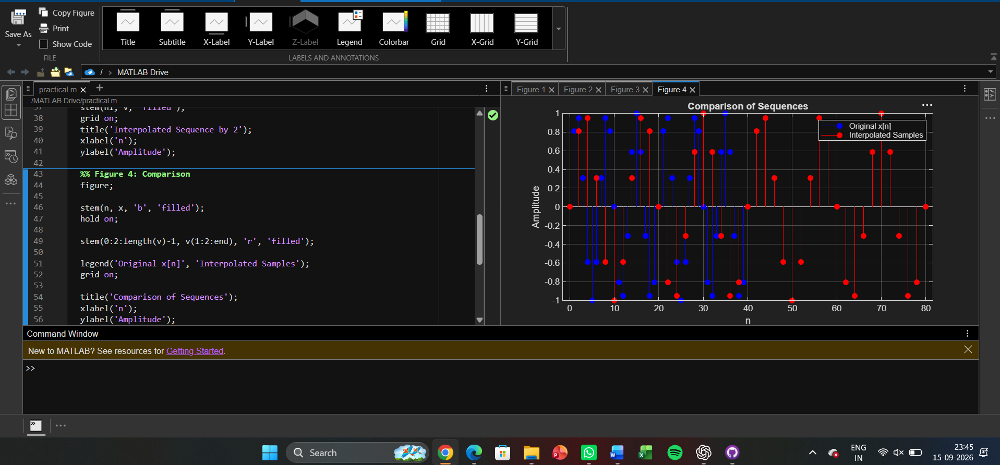 Save As
Copy Figure
Print
Show Code
FILE
Title
Subtitle
X-Label
Y-Label
Z-Label
Legend
Colorbar
Grid
X-Grid
Y-Grid
LABELS AND ANNOTATIONS
/ › MATLAB Drive
practical.m
/MATLAB Drive/practical.m
37 stem(n1, v, 'filled');
38 grid on;
39 title('Interpolated Sequence by 2');
40 xlabel('n');
41 ylabel('Amplitude');
42
43 %% Figure 4: Comparison
44 figure;
45
46 stem(n, x, 'b', 'filled');
47 hold on;
48
49 stem(0:2:length(v)-1, v(1:2:end), 'r', 'filled');
50
51 legend('Original x[n]', 'Interpolated Samples');
52 grid on;
53
54 title('Comparison of Sequences');
55 xlabel('n');
56 ylabel('Amplitude');
Figure 1
Figure 2
Figure 3
Figure 4
Comparison of Sequences
Original x[n]
Interpolated Samples
Amplitude
1
0.8
0.6
0.4
0.2
0
-0.2
-0.4
-0.6
-0.8
-1
0 10 20 30 40 50 60 70 80
n
Command Window
New to MATLAB? See resources for Getting Started.
>>
Search
ENG
IN
23:45
15-09-2026